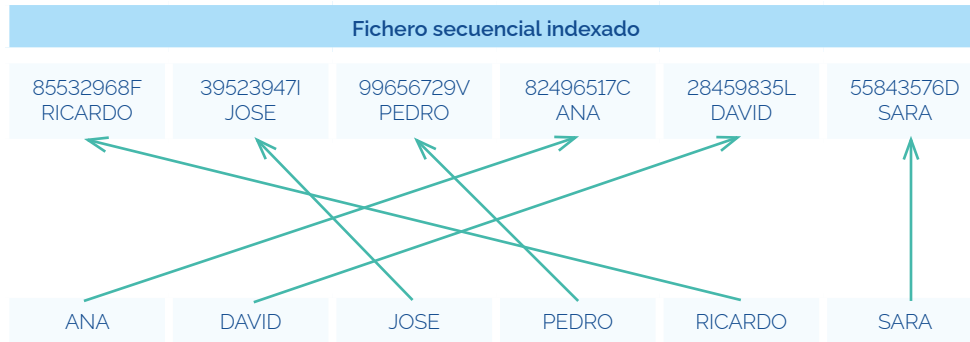 Fichero secuencial indexado
85532968F
RICARDO
39523947I
JOSE
99656729V
PEDRO
82496517C
ANA
28459835L
DAVID
55843576D
SARA
ANA
DAVID
JOSE
PEDRO
RICARDO
SARA